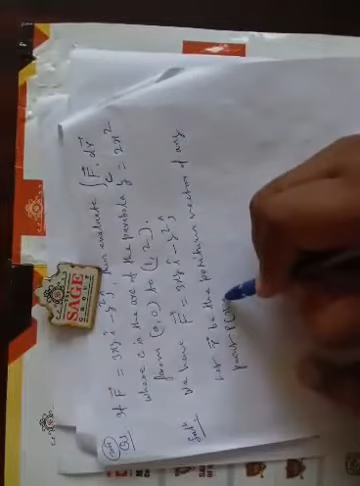 Q1 If F⃗ = 3xy î - y² ĵ, then evaluate ∫_C F⃗. dr⃗
where C is the arc of the parabola y = 2x²
from (0, 0) to (1, 2).
Solⁿ We have F⃗ = 3xy î - y² ĵ
Let r⃗ be the position vector of any
point P(x,
SAGE